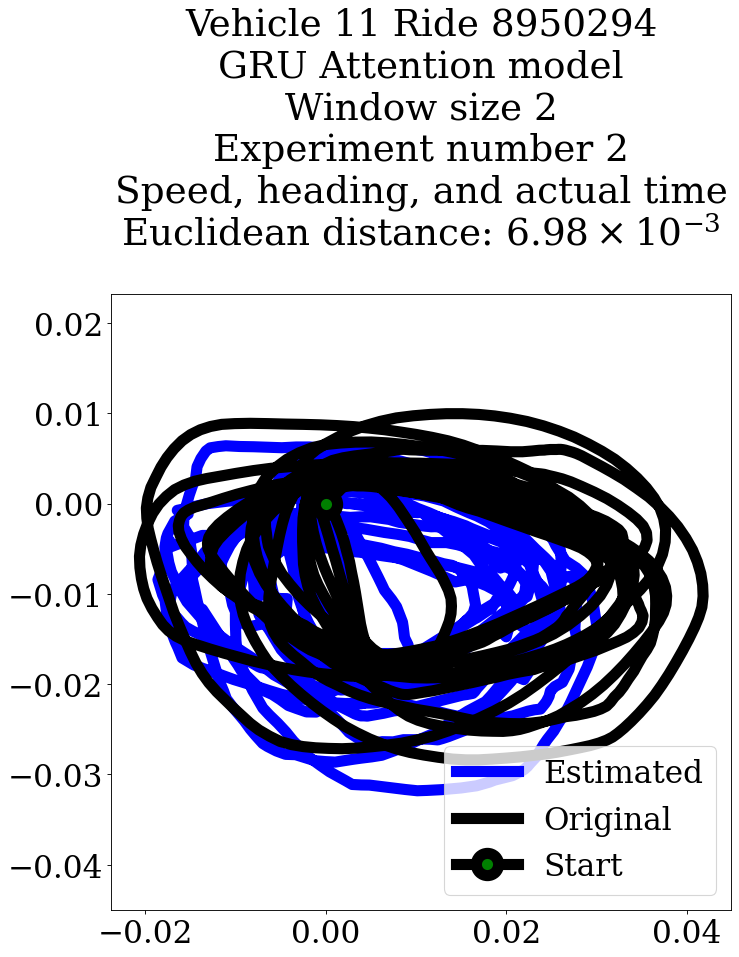 Vehicle 11 Ride 8950294
GRU Attention model
Window size 2
Experiment number 2
Speed, heading, and actual time
Euclidean distance: 6.98 × 10⁻³
0.02
0.01
0.00
−0.01
−0.02
−0.03
−0.04
Estimated
Original
Start
−0.02 0.00 0.02 0.04